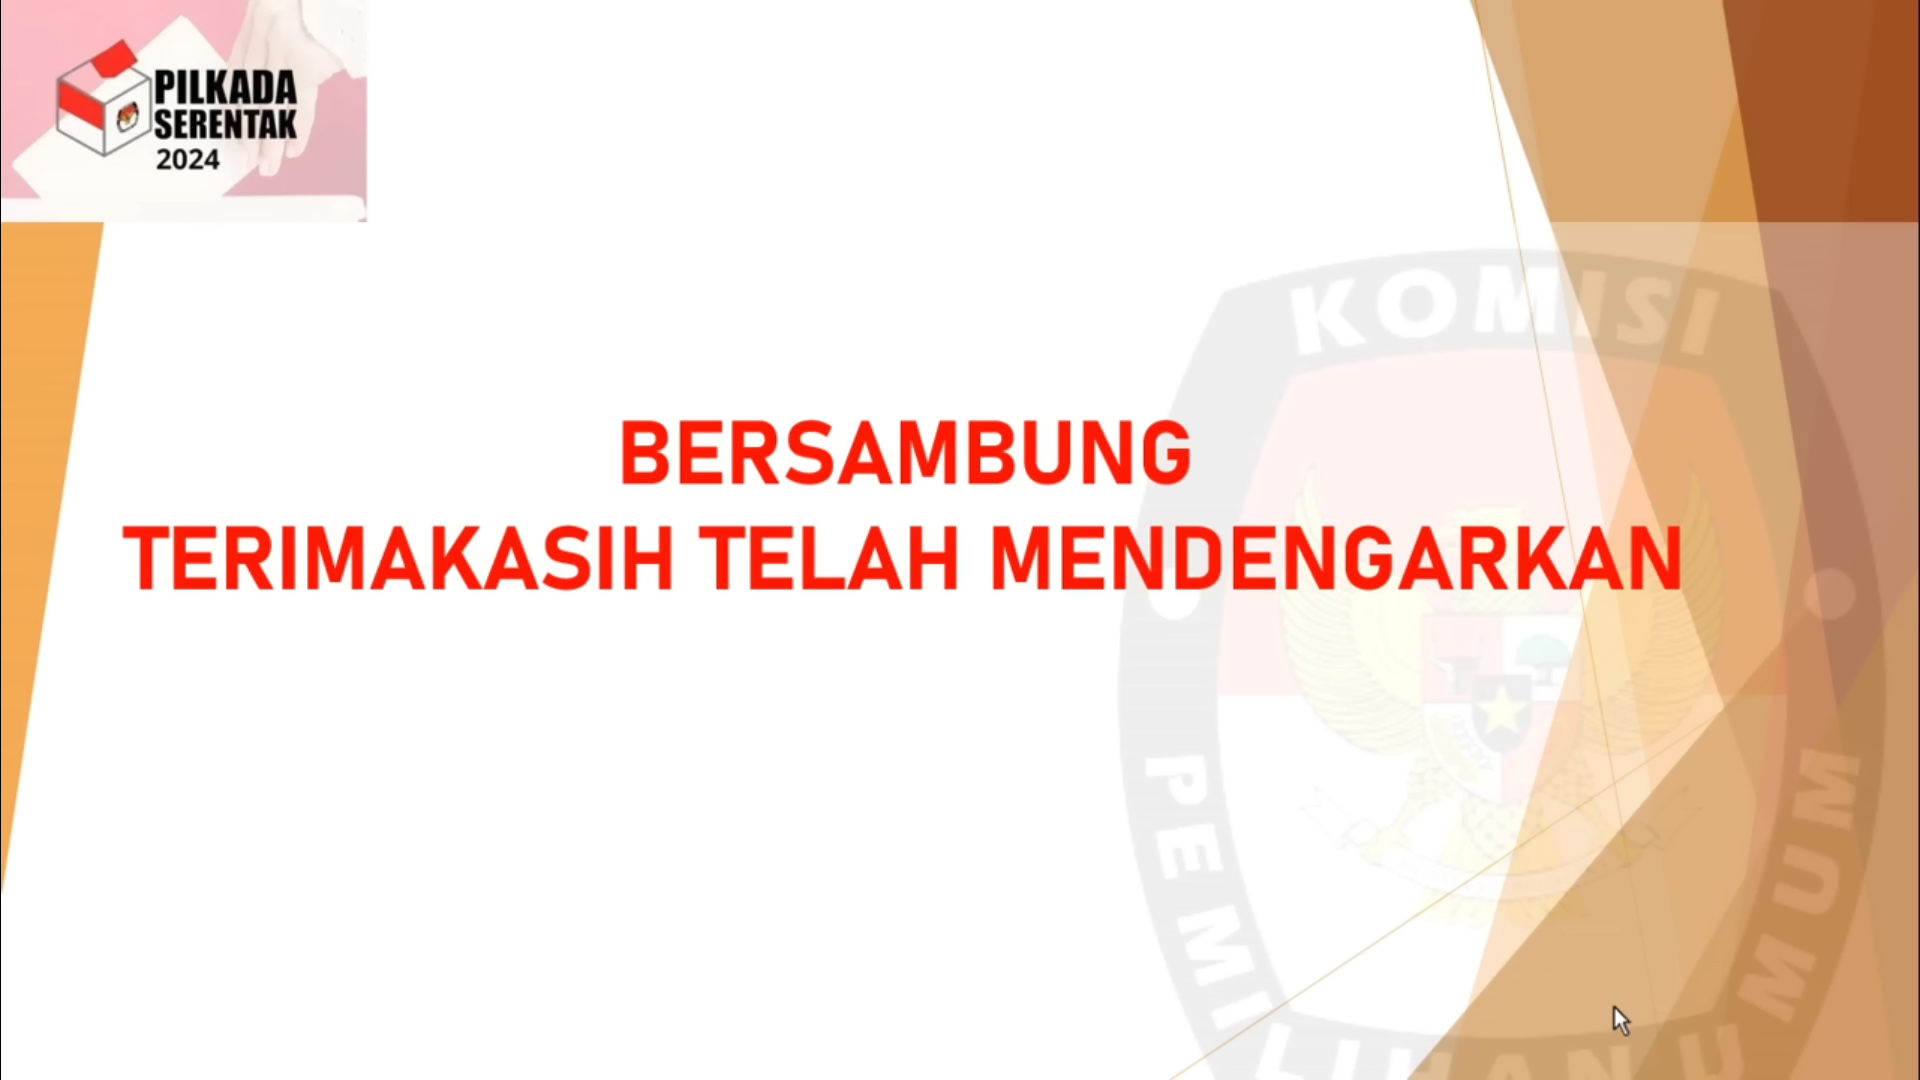 PILKADA
SERENTAK
2024
KOMISI
BERSAMBUNG
TERIMAKASIH TELAH MENDENGARKAN
PEMILIHAN UMUM